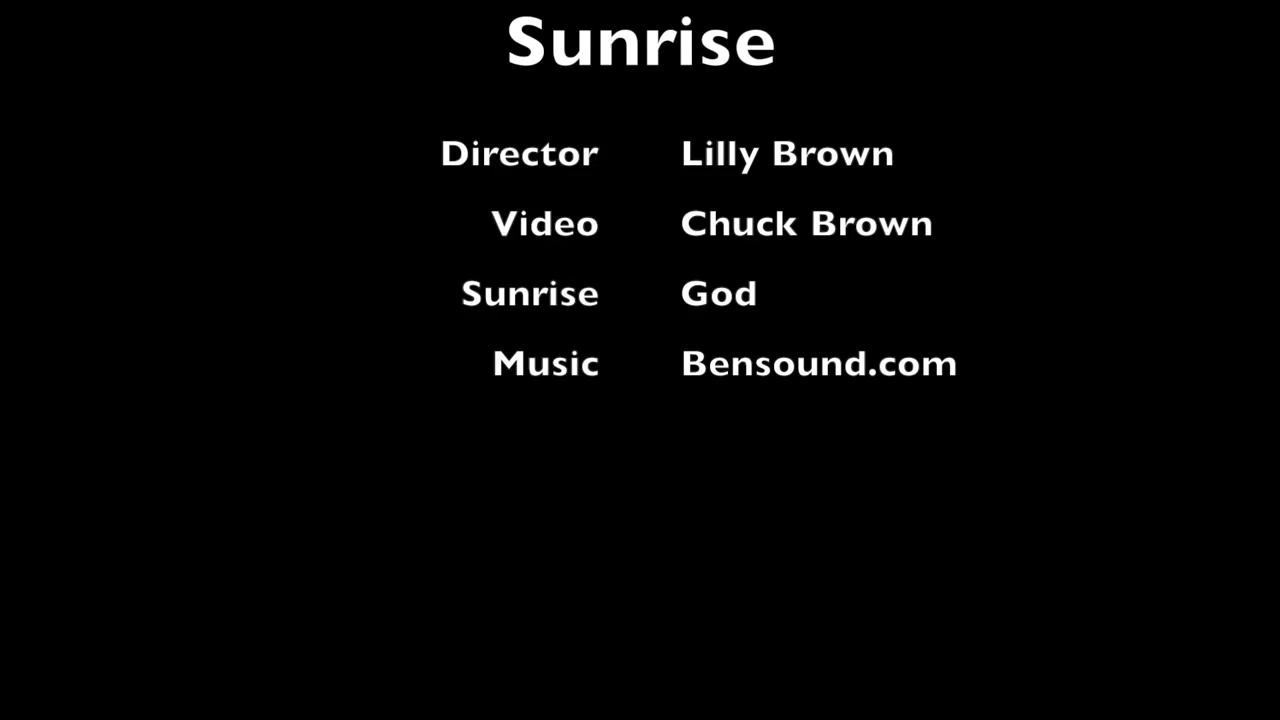 Sunrise
Director Lilly Brown
Video Chuck Brown
Sunrise God
Music Bensound.com